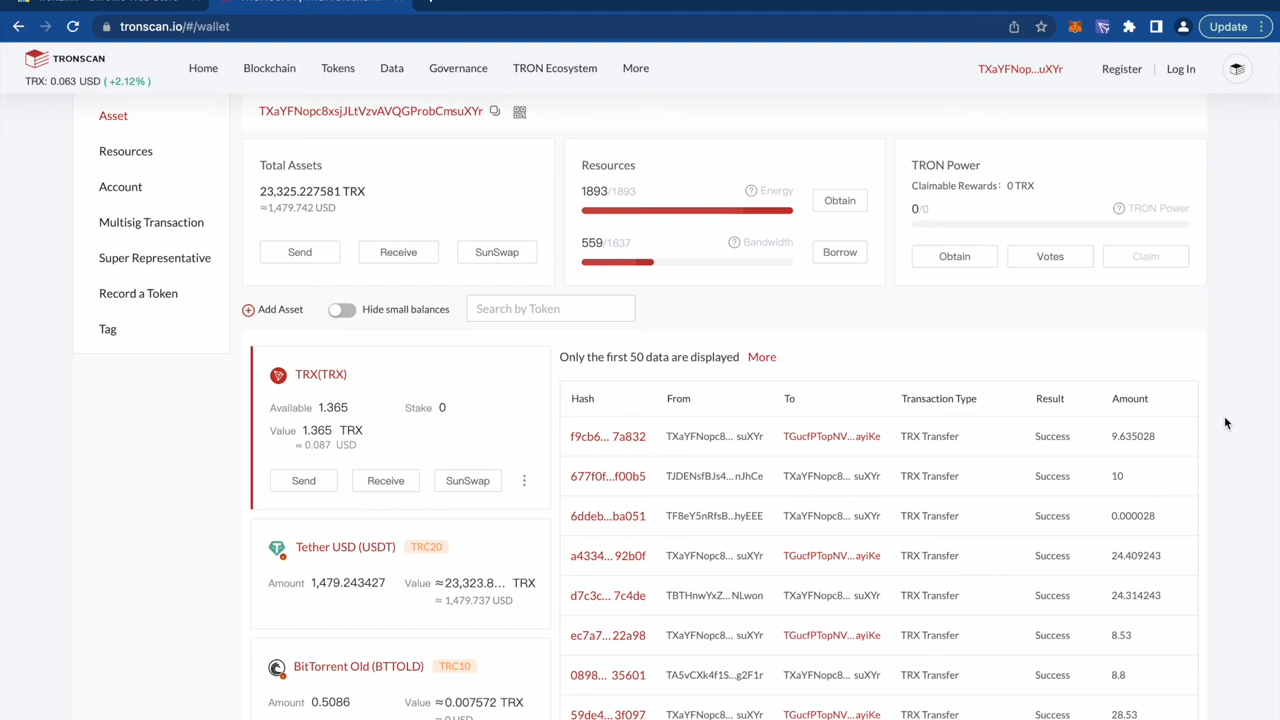 tronscan.io/#/wallet
Update
TRONSCAN
TRX: 0.063 USD (+2.12% )
Home
Blockchain
Tokens
Data
Governance
TRON Ecosystem
More
TXaYFNop...uXYr
Register
Log In
Asset
Resources
Account
Multisig Transaction
Super Representative
Record a Token
Tag
TXaYFNopc8xsjJLtVzvAVQGProbCmsuXYr
Total Assets
23,325.227581 TRX
≈1,479.742 USD
Send
Receive
SunSwap
Resources
1893/1893
Energy
Obtain
559/1637
Bandwidth
Borrow
TRON Power
Claimable Rewards: 0 TRX
0/0
TRON Power
Obtain
Votes
Claim
Add Asset
Hide small balances
Search by Token
TRX(TRX)
Available 1.365
Stake 0
Value 1.365 TRX
≈ 0.087 USD
Send
Receive
SunSwap
Tether USD (USDT) TRC20
Amount 1,479.243427
Value ≈23,323.8... TRX
≈ 1,479.737 USD
BitTorrent Old (BTTOLD) TRC10
Amount 0.5086
Value ≈0.007572 TRX
Only the first 50 data are displayed More
Hash From To Transaction Type Result Amount
f9cb6... 7a832 TXaYFNopc8... suXYr TGucfPTopNV...ayiKe TRX Transfer Success 9.635028
677f0f...f00b5 TJDENsfBJs4...nJhCe TXaYFNopc8... suXYr TRX Transfer Success 10
6ddeb...ba051 TF8eY5nRfsB...hyEEE TXaYFNopc8... suXYr TRX Transfer Success 0.000028
a4334... 92b0f TXaYFNopc8... suXYr TGucfPTopNV...ayiKe TRX Transfer Success 24.409243
d7c3c... 7c4de TBTHnwYxZ...NLwon TXaYFNopc8... suXYr TRX Transfer Success 24.314243
ec7a7... 22a98 TXaYFNopc8... suXYr TGucfPTopNV...ayiKe TRX Transfer Success 8.53
0898... 35601 TA5vCXk4f1S...g2F1r TXaYFNopc8... suXYr TRX Transfer Success 8.8
59de4... 3f097 TXaYFNopc8... suXYr TGucfPTopNV...ayiKe TRX Transfer Success 28.53